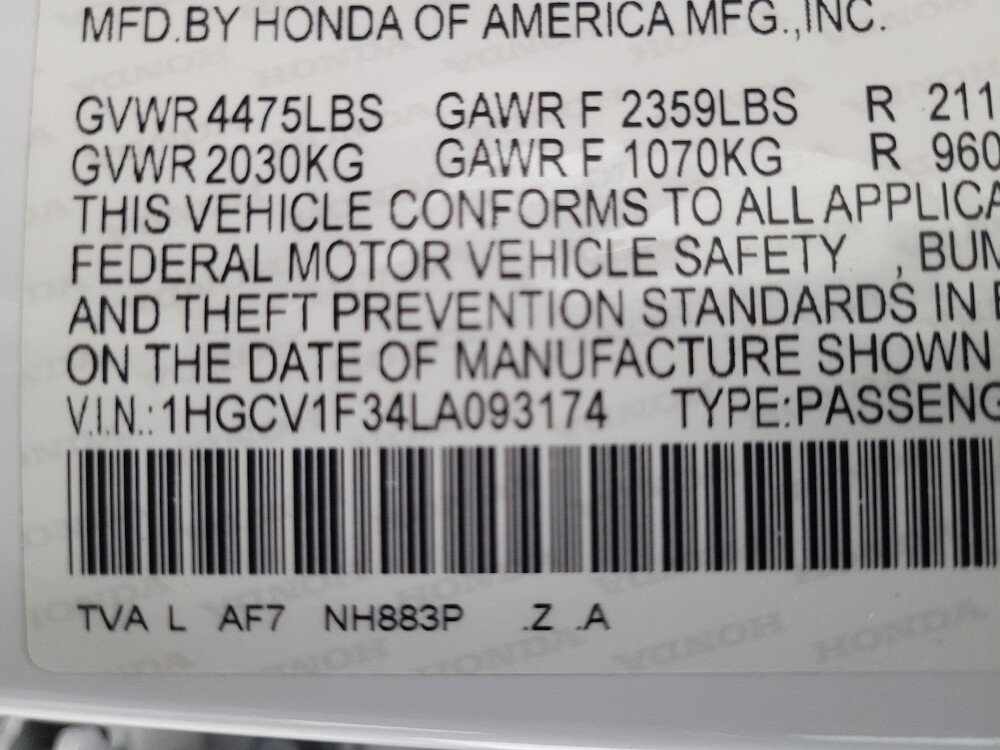 MFD.BY HONDA OF AMERICA MFG.,INC.
GVWR 4475LBS GAWR F 2359LBS R 211
GVWR 2030KG GAWR F 1070KG R 960
THIS VEHICLE CONFORMS TO ALL APPLICA
FEDERAL MOTOR VEHICLE SAFETY , BUM
AND THEFT PREVENTION STANDARDS IN
ON THE DATE OF MANUFACTURE SHOWN
V.I.N.: 1HGCV1F34LA093174 TYPE:PASSENG
TVA L AF7 NH883P .Z .A